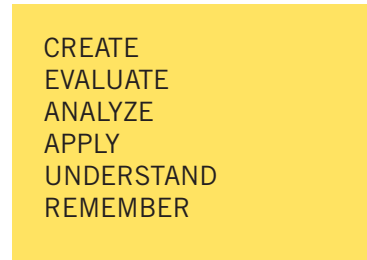 CREATE
EVALUATE
ANALYZE
APPLY
UNDERSTAND
REMEMBER